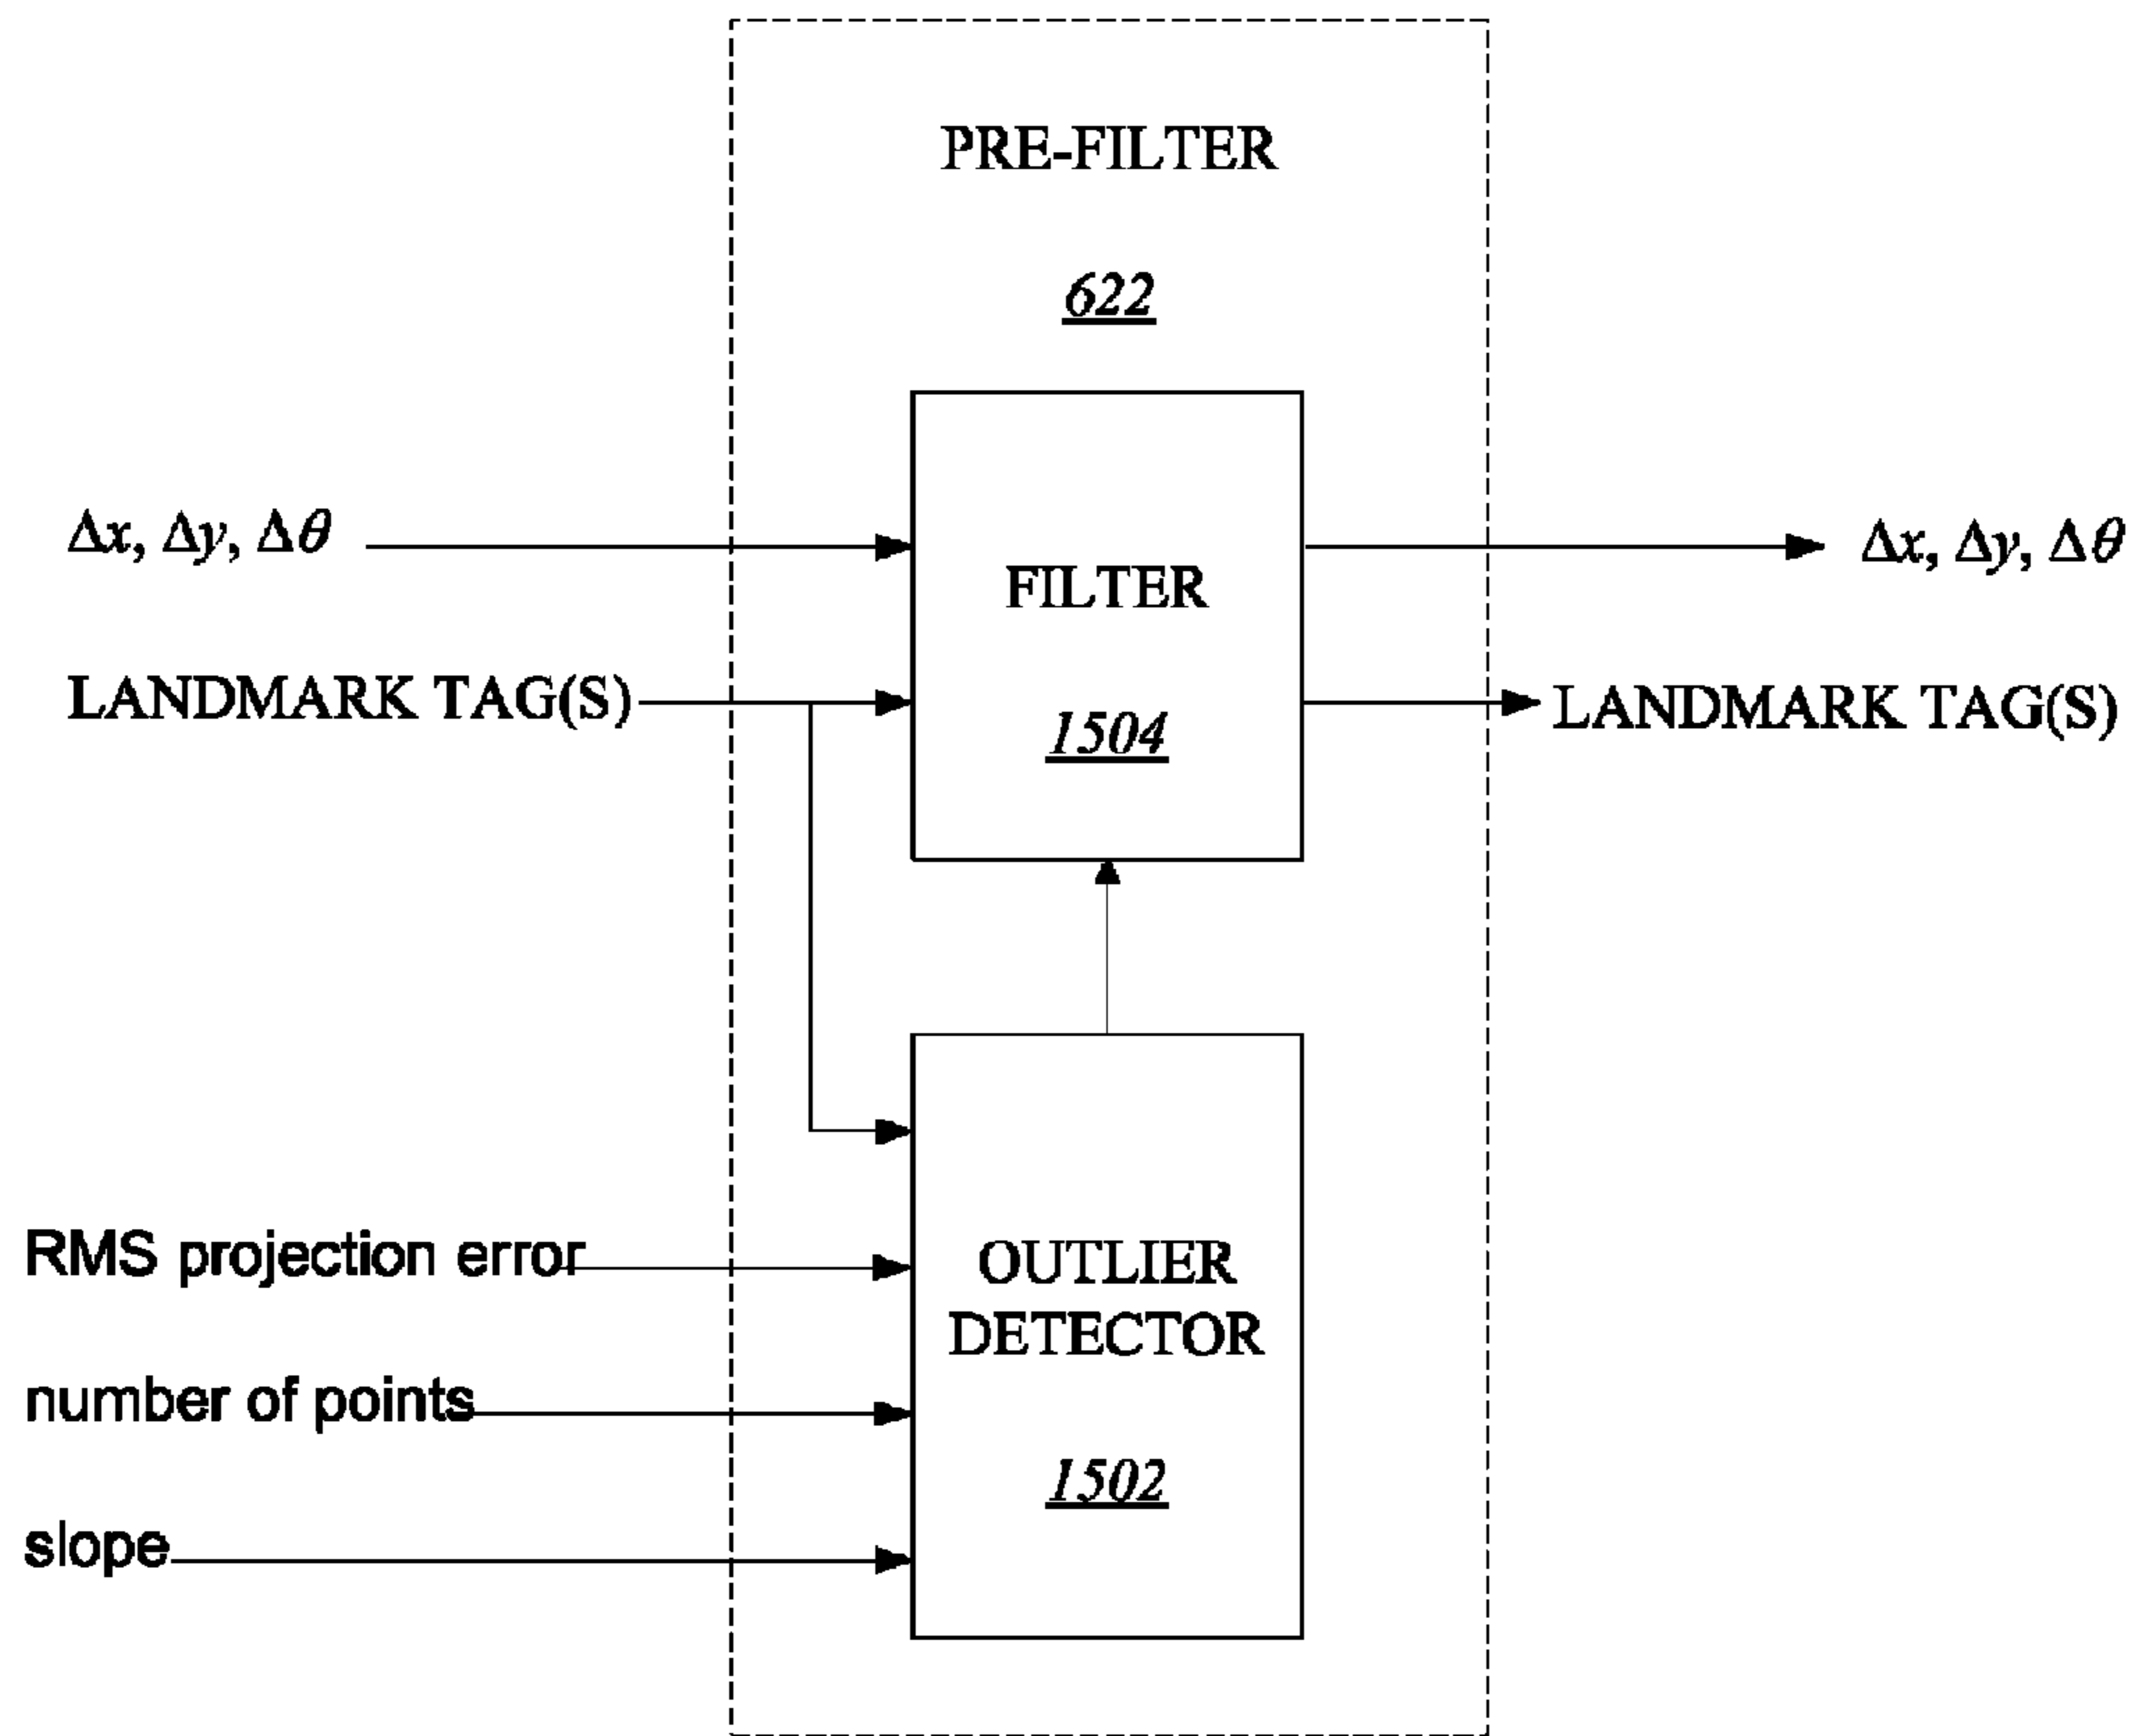 PRE-FILTER
622
Δx, Δy, Δθ
FILTER
Δx, Δy, Δθ
LANDMARK TAG(S)
1504
LANDMARK TAG(S)
RMS projection error
OUTLIER
DETECTOR
number of points
1502
slope